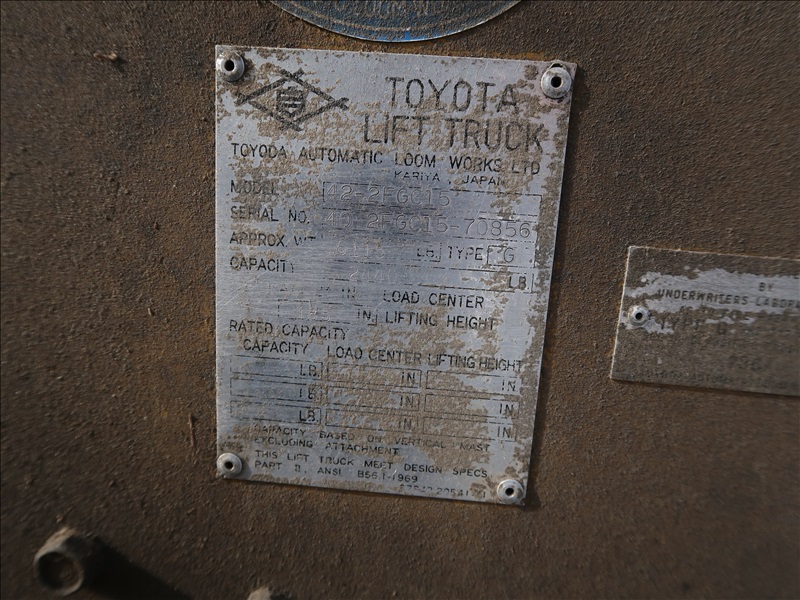 TOYOTA
LIFT TRUCK
TOYODA AUTOMATIC LOOM WORKS, LTD
KARIYA, JAPAN
MODEL 42-2FGC15
SERIAL NO. 42-2FGC15-70856
APPROX. WT. LB TYPE G
CAPACITY LB
IN LOAD CENTER
IN LIFTING HEIGHT
RATED CAPACITY
CAPACITY LOAD CENTER LIFTING HEIGHT
LB IN IN
LB IN IN
LB IN IN
CAPACITY BASED ON VERTICAL MAST
EXCLUDING ATTACHMENT
THIS LIFT TRUCK MEET DESIGN SPECS
PART II, ANSI B56.1-1969
BY
UNDERWRITERS
TYPE